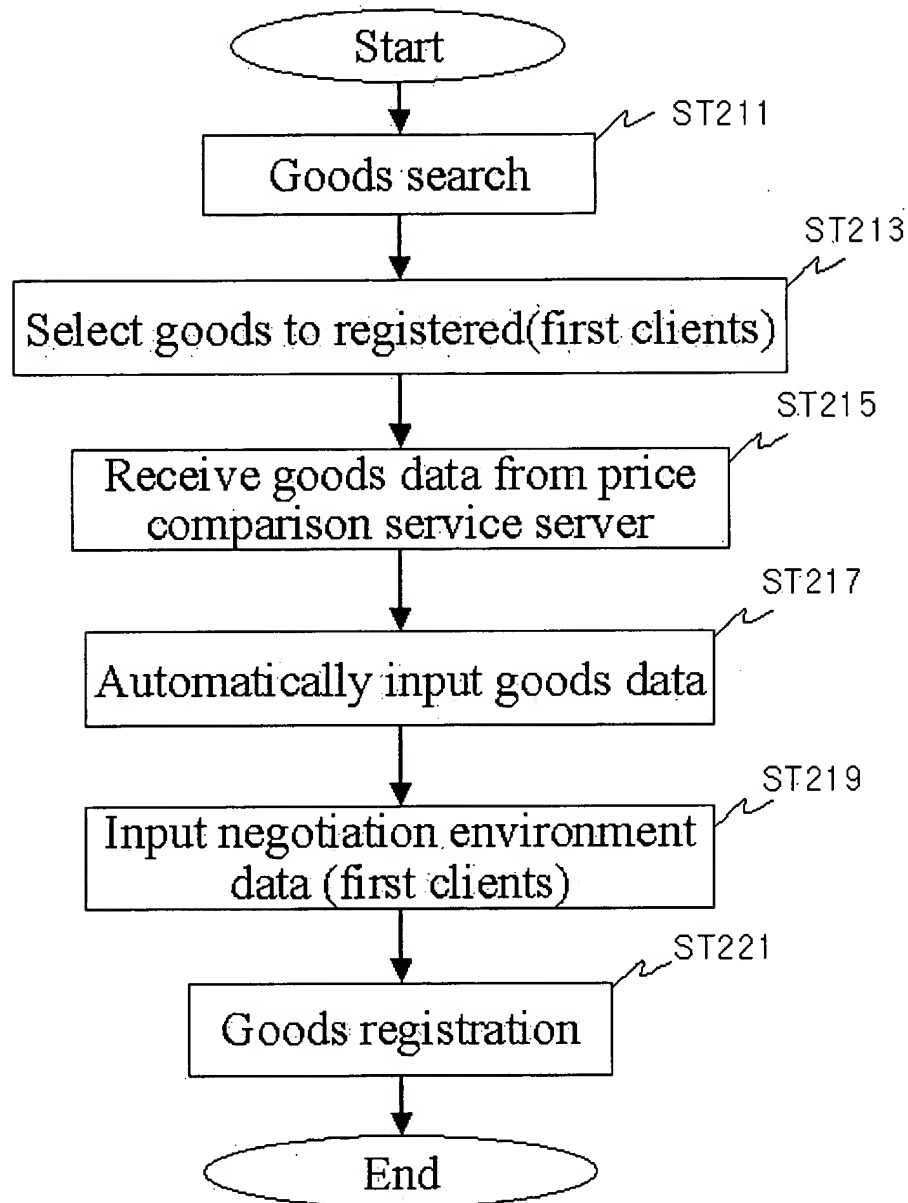 Start
ST211
Goods search
ST213
Select goods to registered(first clients)
ST215
Receive goods data from price
comparison service server
ST217
Automatically input goods data
ST219
Input negotiation environment
data (first clients)
ST221
Goods registration
End